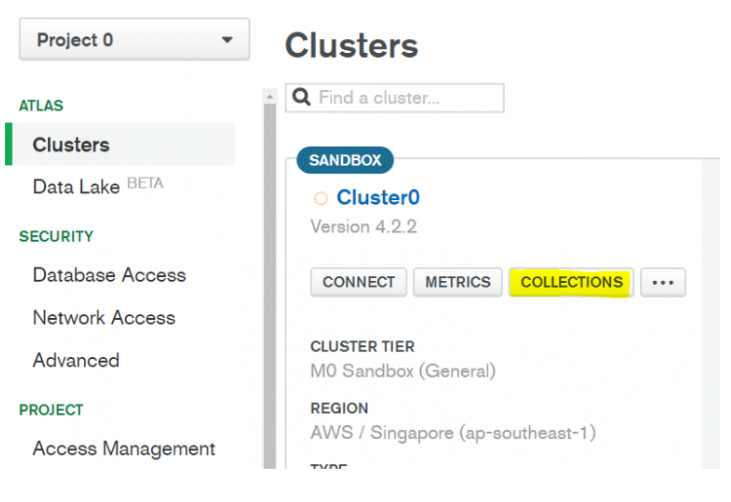 Project 0
ATLAS
Clusters
Data Lake BETA
SECURITY
Database Access
Network Access
Advanced
PROJECT
Access Management
Clusters
Find a cluster...
SANDBOX
Cluster0
Version 4.2.2
CONNECT METRICS COLLECTIONS ...
CLUSTER TIER
M0 Sandbox (General)
REGION
AWS / Singapore (ap-southeast-1)
TYPE